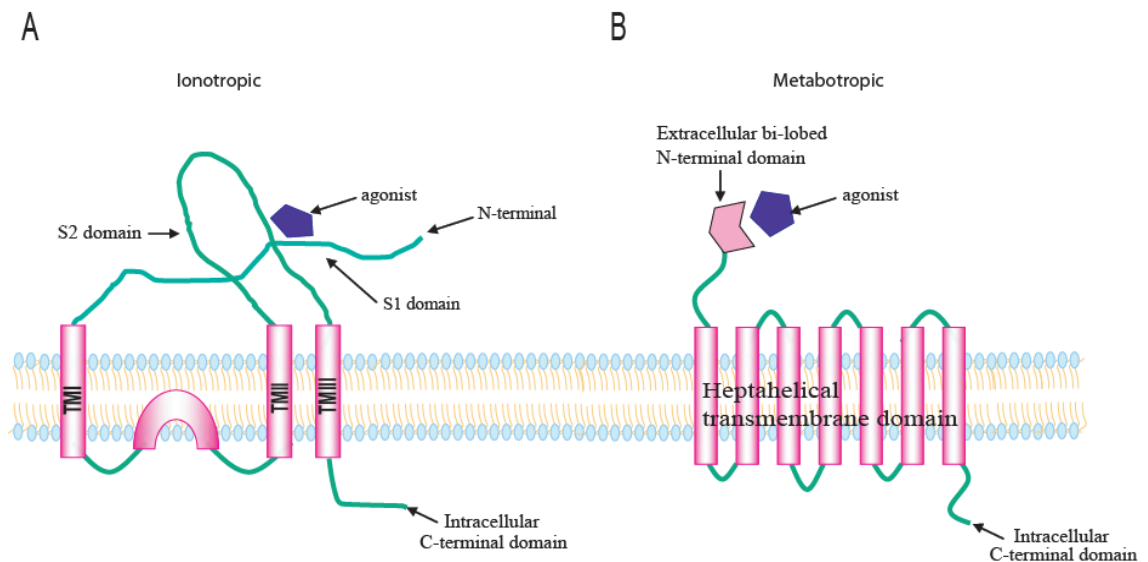 A
Ionotropic
agonist
N-terminal
S2 domain
S1 domain
TMI
TMII
TMIII
Intracellular
C-terminal domain
B
Metabotropic
Extracellular bi-lobed
N-terminal domain
agonist
Heptahelical
transmembrane domain
Intracellular
C-terminal domain